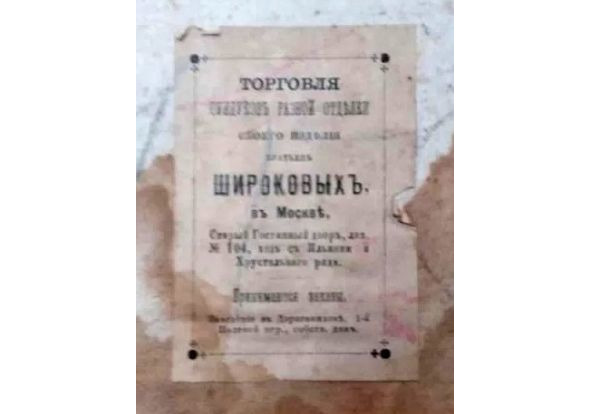 ТОРГОВЛЯ
СУНДУКОВЪ РАЗНОЙ ОТДѢЛКИ
СВОЕГО ИЗДѢЛІЯ
БРАТЬЕВЪ
ШИРОКОВЫХЪ.
въ Москвѣ.
Старый Гостинный дворъ, лав.
№ 104, ходъ съ Ильинки и
Хрустальнаго ряда.
Принимаются заказы.
Заведеніе въ Дорогомиловѣ, 1-й
Полевой пер., собств. домъ.